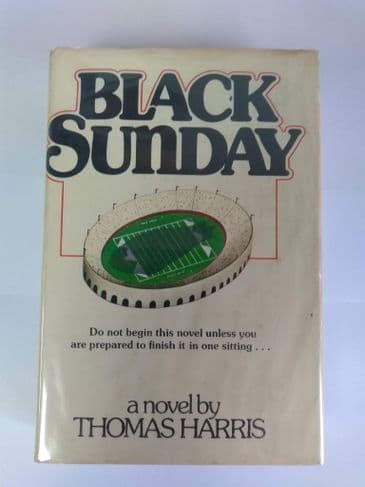 BLACK
SUNDAY
Do not begin this novel unless you
are prepared to finish it in one sitting . . .
a novel by
THOMAS HARRIS